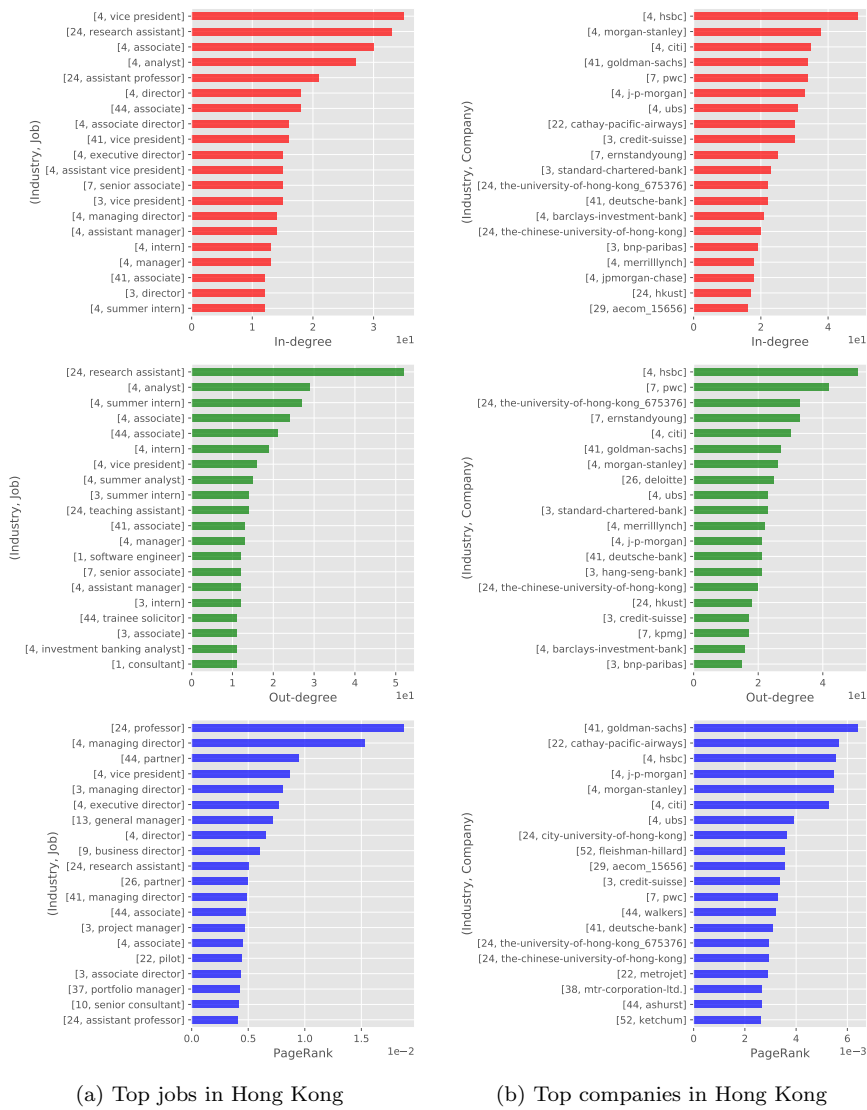 [4, vice president]
[24, research assistant]
[4, associate]
[4, analyst]
[24, assistant professor]
[4, director]
[44, associate]
[4, associate director]
[41, vice president]
[4, executive director]
[4, assistant vice president]
[7, senior associate]
[3, vice president]
[4, managing director]
[4, assistant manager]
[4, intern]
[4, manager]
[41, associate]
[3, director]
[4, summer intern]
(Industry, Job)
0 1 2 3
1e1
In-degree
[4, hsbc]
[4, morgan-stanley]
[4, citi]
[41, goldman-sachs]
[7, pwc]
[4, j-p-morgan]
[4, ubs]
[22, cathay-pacific-airways]
[3, credit-suisse]
[7, ernstandyoung]
[3, standard-chartered-bank]
[24, the-university-of-hong-kong_675376]
[41, deutsche-bank]
[4, barclays-investment-bank]
[24, the-chinese-university-of-hong-kong]
[3, bnp-paribas]
[4, merrilllynch]
[4, jpmorgan-chase]
[24, hkust]
[29, aecom_15656]
(Industry, Company)
0 2 4
1e1
In-degree
[24, research assistant]
[4, analyst]
[4, summer intern]
[4, associate]
[44, associate]
[4, intern]
[4, vice president]
[4, summer analyst]
[3, summer intern]
[24, teaching assistant]
[41, associate]
[4, manager]
[1, software engineer]
[7, senior associate]
[4, assistant manager]
[3, intern]
[44, trainee solicitor]
[3, associate]
[4, investment banking analyst]
[1, consultant]
(Industry, Job)
0 1 2 3 4 5
1e1
Out-degree
[4, hsbc]
[7, pwc]
[24, the-university-of-hong-kong_675376]
[7, ernstandyoung]
[4, citi]
[41, goldman-sachs]
[4, morgan-stanley]
[26, deloitte]
[4, ubs]
[3, standard-chartered-bank]
[4, merrilllynch]
[4, j-p-morgan]
[41, deutsche-bank]
[3, hang-seng-bank]
[24, the-chinese-university-of-hong-kong]
[24, hkust]
[3, credit-suisse]
[7, kpmg]
[4, barclays-investment-bank]
[3, bnp-paribas]
(Industry, Company)
0 2 4
1e1
Out-degree
[24, professor]
[4, managing director]
[44, partner]
[4, vice president]
[3, managing director]
[4, executive director]
[13, general manager]
[4, director]
[9, business director]
[24, research assistant]
[26, partner]
[41, managing director]
[44, associate]
[3, project manager]
[4, associate]
[22, pilot]
[3, associate director]
[37, portfolio manager]
[10, senior consultant]
[24, assistant professor]
(Industry, Job)
0.0 0.5 1.0 1.5
1e−2
PageRank
[41, goldman-sachs]
[22, cathay-pacific-airways]
[4, hsbc]
[4, j-p-morgan]
[4, morgan-stanley]
[4, citi]
[4, ubs]
[24, city-university-of-hong-kong]
[52, fleishman-hillard]
[29, aecom_15656]
[3, credit-suisse]
[7, pwc]
[44, walkers]
[41, deutsche-bank]
[24, the-university-of-hong-kong_675376]
[24, the-chinese-university-of-hong-kong]
[22, metrojet]
[38, mtr-corporation-ltd.]
[44, ashurst]
[52, ketchum]
(Industry, Company)
0 2 4 6
1e−3
PageRank
(a) Top jobs in Hong Kong
(b) Top companies in Hong Kong